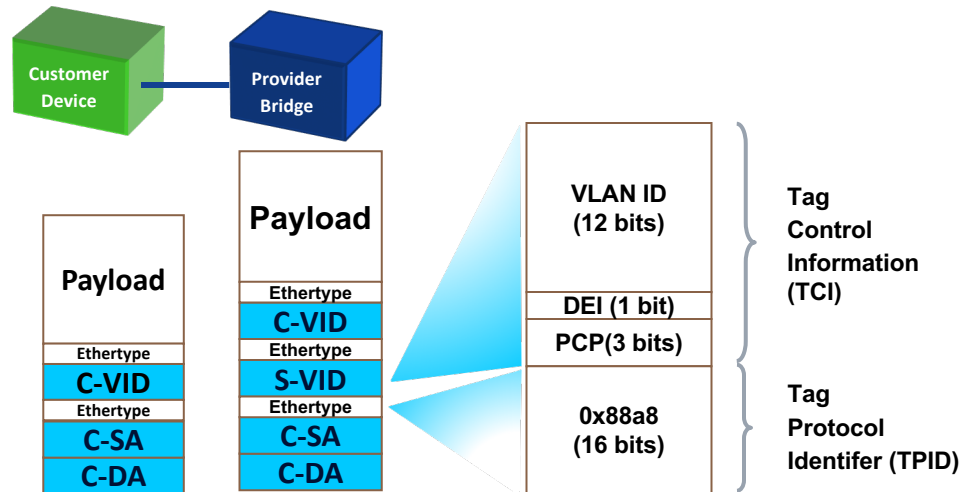 Customer
Device
Provider
Bridge
Payload
Ethertype
C-VID
Ethertype
C-SA
C-DA
Payload
Ethertype
C-VID
Ethertype
S-VID
Ethertype
C-SA
C-DA
VLAN ID
(12 bits)
DEI (1 bit)
PCP(3 bits)
0x88a8
(16 bits)
Tag
Control
Information
(TCI)
Tag
Protocol
Identifer (TPID)